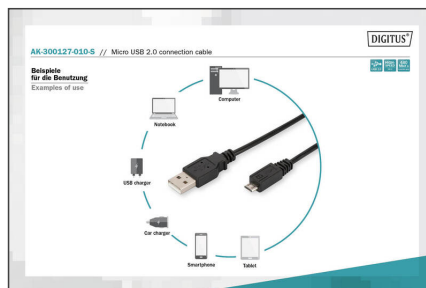 DIGITUS®
AK-300127-010-S // Micro USB 2.0 connection cable
Beispiele
für die Benutzung
Examples of use
Computer
Notebook
USB charger
Car charger
Smartphone
Tablet